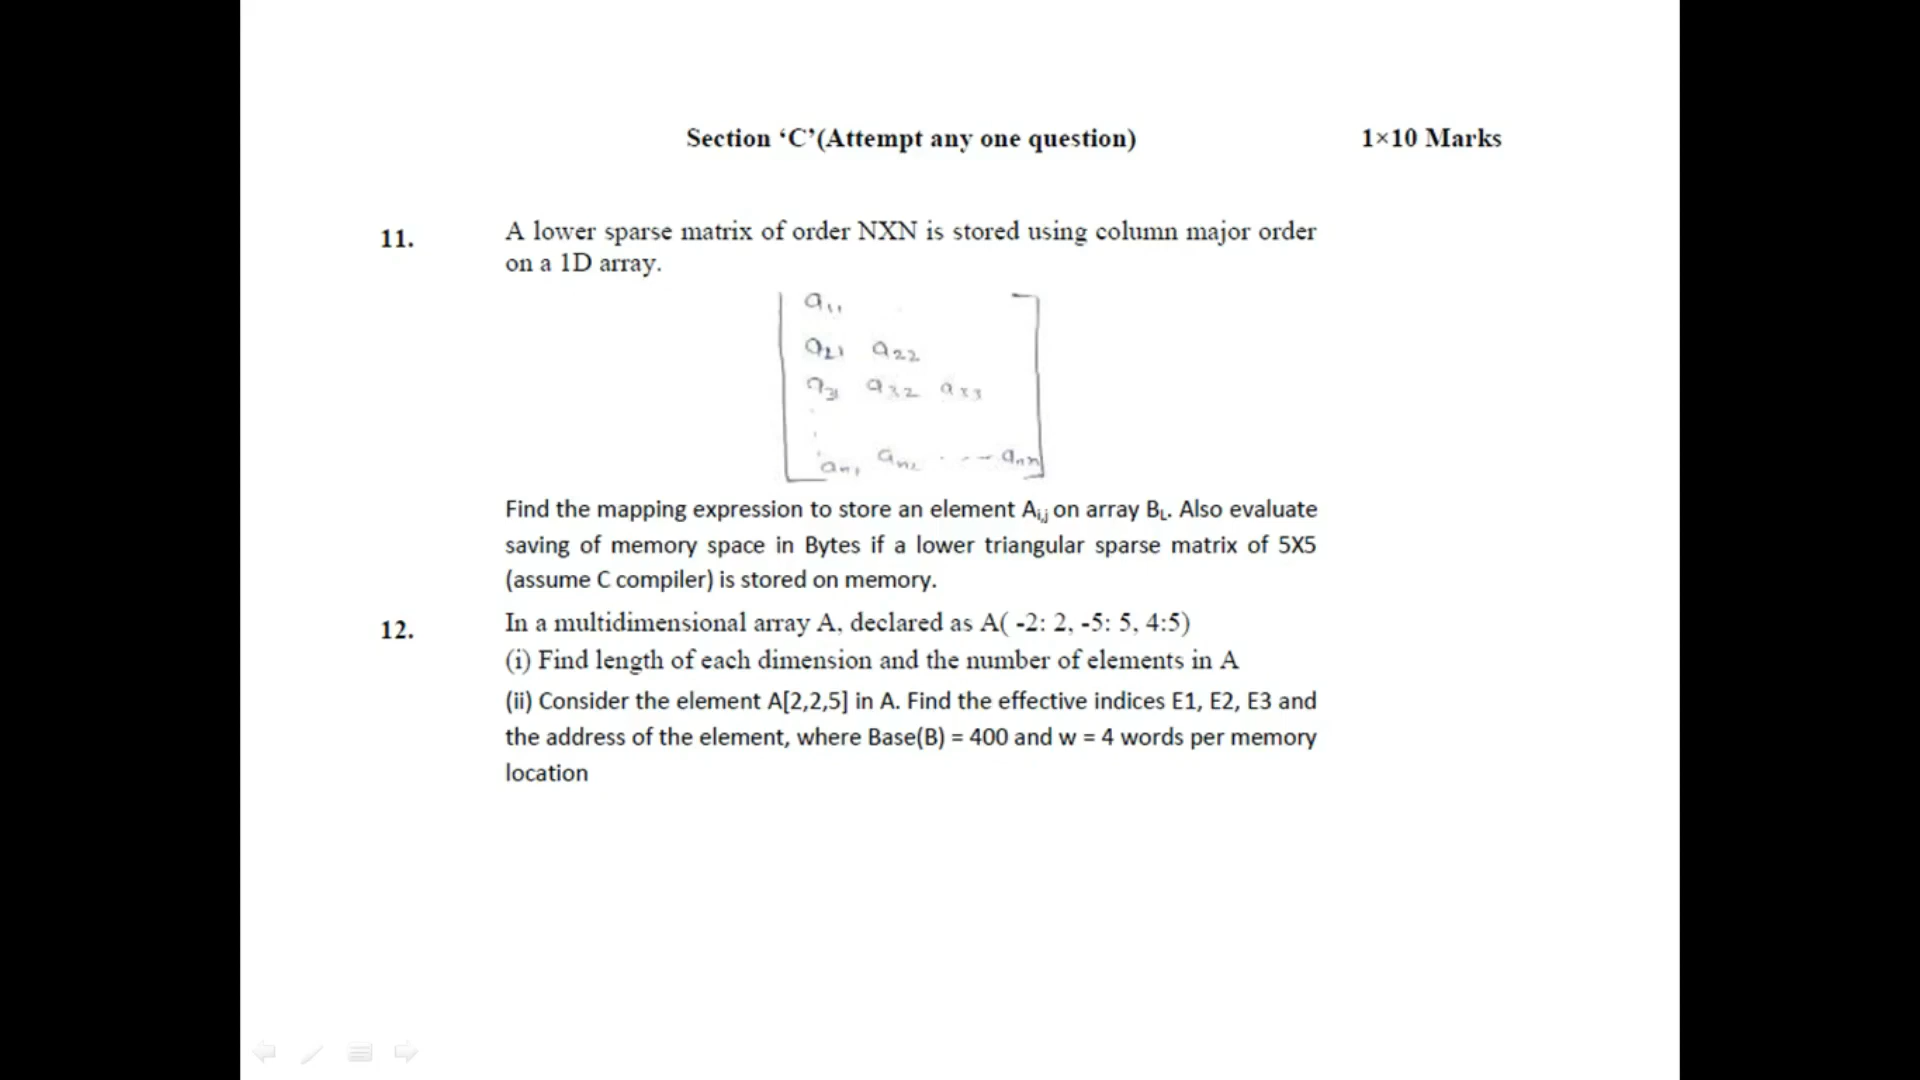 Section ‘C’(Attempt any one question) 1×10 Marks
11. A lower sparse matrix of order NXN is stored using column major order
on a 1D array.
a11
a21 a22
a31 a32 a33
.
.
.
an1 an2 . - - ann
Find the mapping expression to store an element Ai,j on array BL. Also evaluate
saving of memory space in Bytes if a lower triangular sparse matrix of 5X5
(assume C compiler) is stored on memory.
12. In a multidimensional array A, declared as A( -2: 2, -5: 5, 4:5)
(i) Find length of each dimension and the number of elements in A
(ii) Consider the element A[2,2,5] in A. Find the effective indices E1, E2, E3 and
the address of the element, where Base(B) = 400 and w = 4 words per memory
location